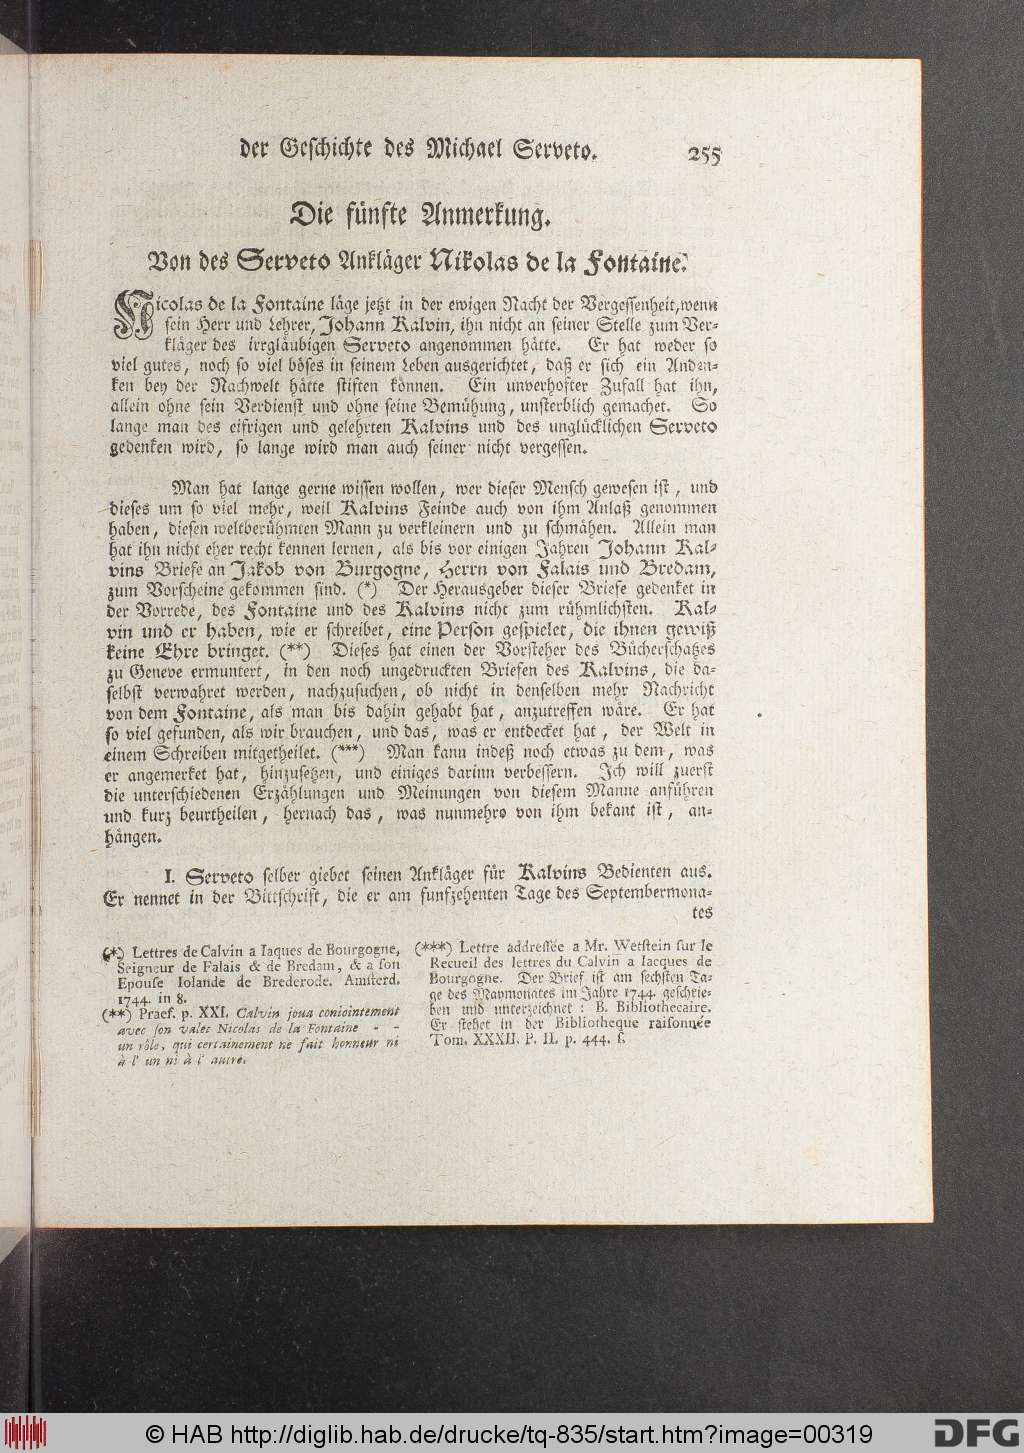 der Geschichte des Michael Serveto. 255
Die fünfte Anmerkung.
Von des Serveto Ankläger Nikolas de la Fontaine.
Nicolas de la Fontaine läge jetzt in der ewigen Nacht der Vergessenheit, wenn
sein Herr und Lehrer, Johann Kalvin, ihn nicht an seiner Stelle zum Ver-
kläger des irrgläubigen Serveto angenommen hätte. Er hat weder so
viel gutes, noch so viel böses in seinem Leben ausgerichtet, daß er sich ein Anden-
ken bey der Nachwelt hätte stiften können. Ein unverhofter Zufall hat ihn,
allein ohne sein Verdienst und ohne seine Bemühung, unsterblich gemachet. So
lange man des eifrigen und gelehrten Kalvins und des unglücklichen Serveto
gedenken wird, so lange wird man auch seiner nicht vergessen.
Man hat lange gerne wissen wollen, wer dieser Mensch gewesen ist, und
dieses um so viel mehr, weil Kalvins Feinde auch von ihm Anlaß genommen
haben, diesen weltberühmten Mann zu verkleinern und zu schmähen. Allein man
hat ihn nicht eher recht kennen lernen, als bis vor einigen Jahren Johann Kal-
vins Briefe an Jakob von Burgogne, Herrn von Falais und Bredam,
zum Vorscheine gekommen sind. (*) Der Herausgeber dieser Briefe gedenket in
der Vorrede, des Fontaine und des Kalvins nicht zum rühmlichsten. Kal-
vin und er haben, wie er schreibet, eine Person gespielet, die ihnen gewiß
keine Ehre bringet. (**) Dieses hat einen der Vorsteher des Bücherschatzes
zu Geneve ermuntert, in den noch ungedruckten Briefen des Kalvins, die da-
selbst verwahret werden, nachzusuchen, ob nicht in denselben mehr Nachricht
von dem Fontaine, als man bis dahin gehabt hat, anzutreffen wäre. Er hat
so viel gefunden, als wir brauchen, und das, was er entdecket hat, der Welt in
einem Schreiben mitgetheilet. (***) Man kann indeß noch etwas zu dem, was
er angemerket hat, hinzusetzen, und einiges darinn verbessern. Ich will zuerst
die unterschiedenen Erzählungen und Meinungen von diesem Manne anführen
und kurz beurtheilen, hernach das, was nunmehro von ihm bekant ist, an-
hängen.
I. Serveto selber giebet seinen Ankläger für Kalvins Bedienten aus.
Er nennet in der Bittschrift, die er am funfzehenten Tage des Septembermona-
tes
(*) Lettres de Calvin a Iaques de Bourgogne,
Seigneur de Falais & de Bredam, & a son
Epouse Iolande de Brederode. Amsterd.
1744. in 8.
(**) Praef. p. XXI. Calvin joua coniointement
avec son valet Nicolas de la Fontaine - -
un rôle, qui certainement ne fait honneur ni
à l' un ni à l' autre.
(***) Lettre addressée a Mr. Wetstein sur le
Recueil des lettres du Calvin a Iacques de
Bourgogne. Der Brief ist am sechsten Ta-
ge des Maymonates im Jahre 1744. geschrie-
ben und unterzeichnet : B. Bibliothecaire.
Er stehet in der Bibliotheque raisonnée
Tom. XXXII. P. II. p. 444. f.
© HAB http://diglib.hab.de/drucke/tq-835/start.htm?image=00319
DFG